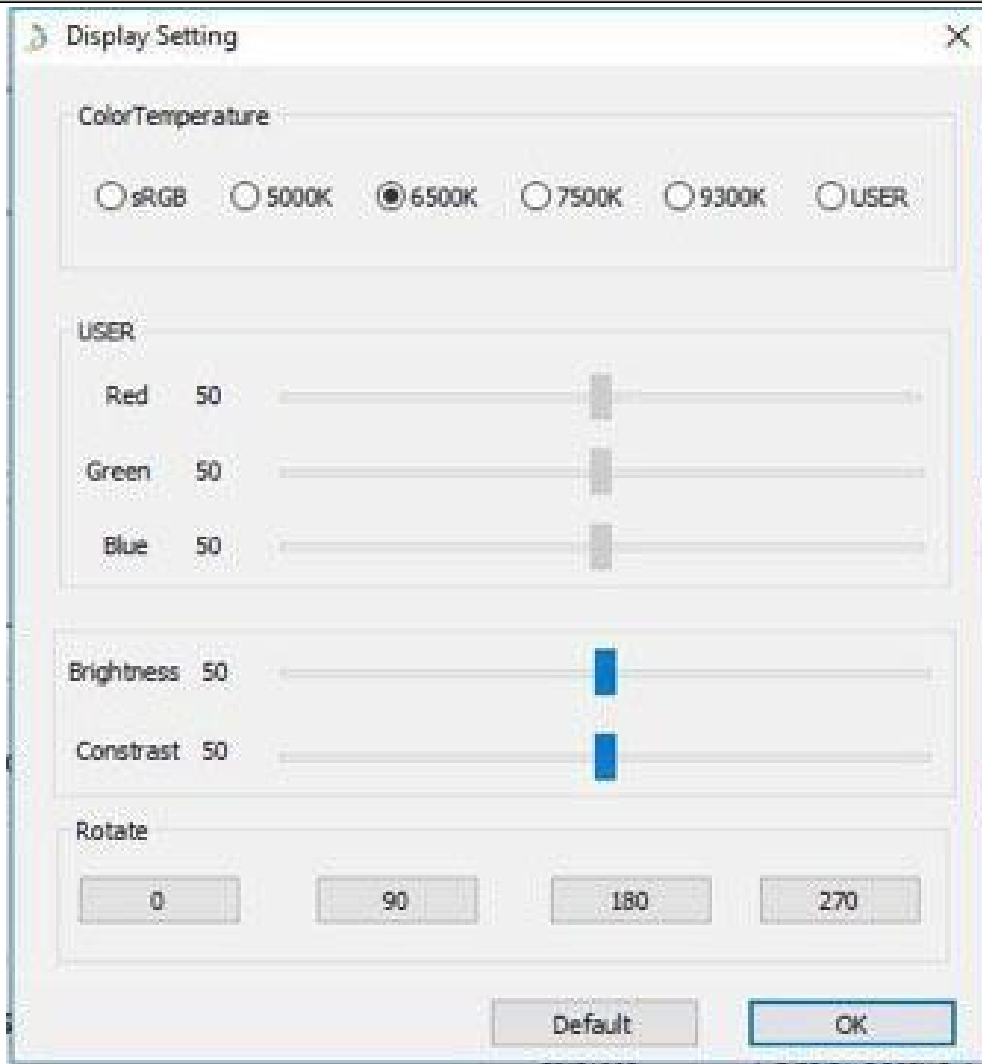 Display Setting
ColorTemperature
sRGB 5000K 6500K 7500K 9300K USER
USER
Red 50
Green 50
Blue 50
Brightness 50
Constrast 50
Rotate
0 90 180 270
Default OK